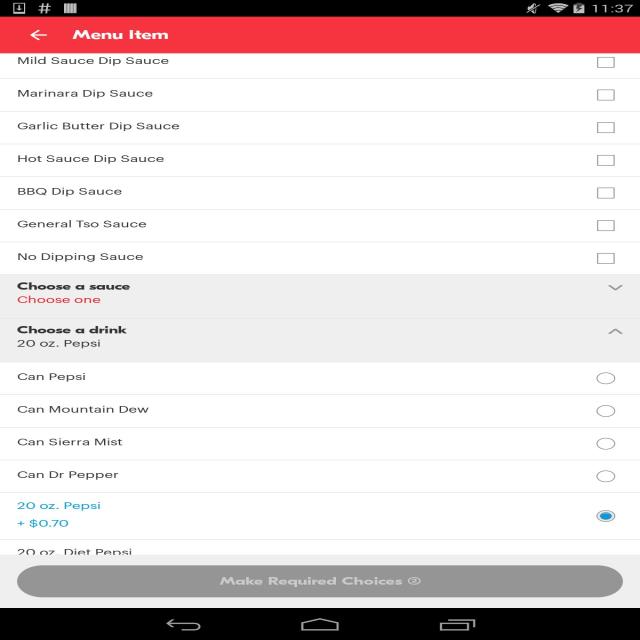 11:37
Menu Item
Mild Sauce Dip Sauce
Marinara Dip Sauce
Garlic Butter Dip Sauce
Hot Sauce Dip Sauce
BBQ Dip Sauce
General Tso Sauce
No Dipping Sauce
Choose a sauce
Choose one
Choose a drink
20 oz. Pepsi
Can Pepsi
Can Mountain Dew
Can Sierra Mist
Can Dr Pepper
20 oz. Pepsi
+ $0.70
20 oz. Diet Pepsi
Make Required Choices